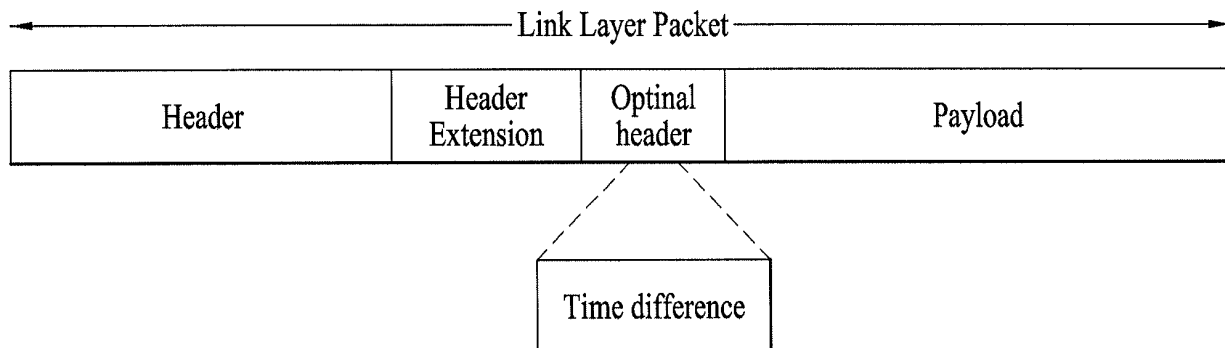 Link Layer Packet
Header
Header
Extension
Optinal
header
Payload
Time difference